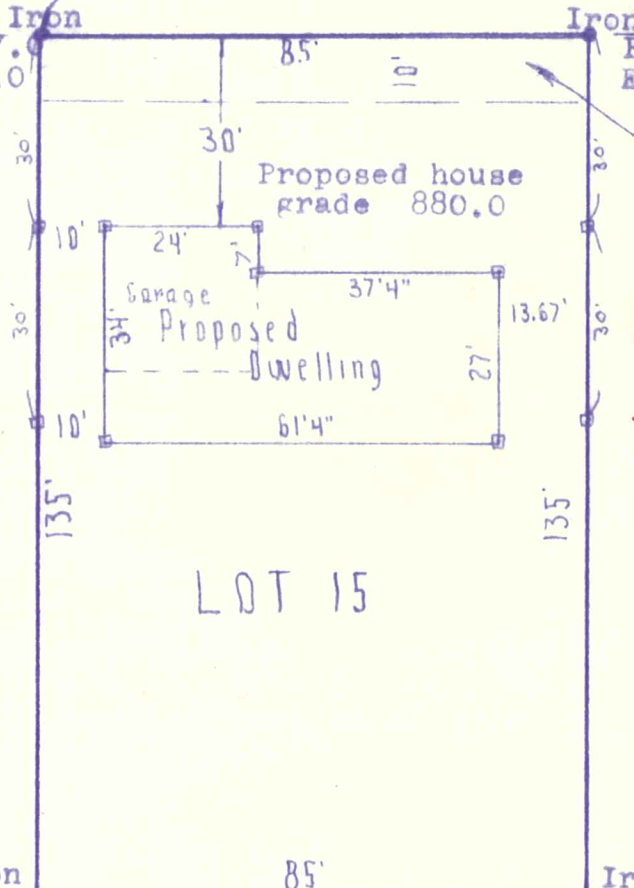 Iron
Iron
85'
10'
30'
30'
30'
Proposed house
grade 880.0
10'
24'
7'
37'4"
Garage
13.67'
34'
Proposed
30'
30'
Dwelling
27'
10'
61'4"
135'
135'
LOT 15
85'